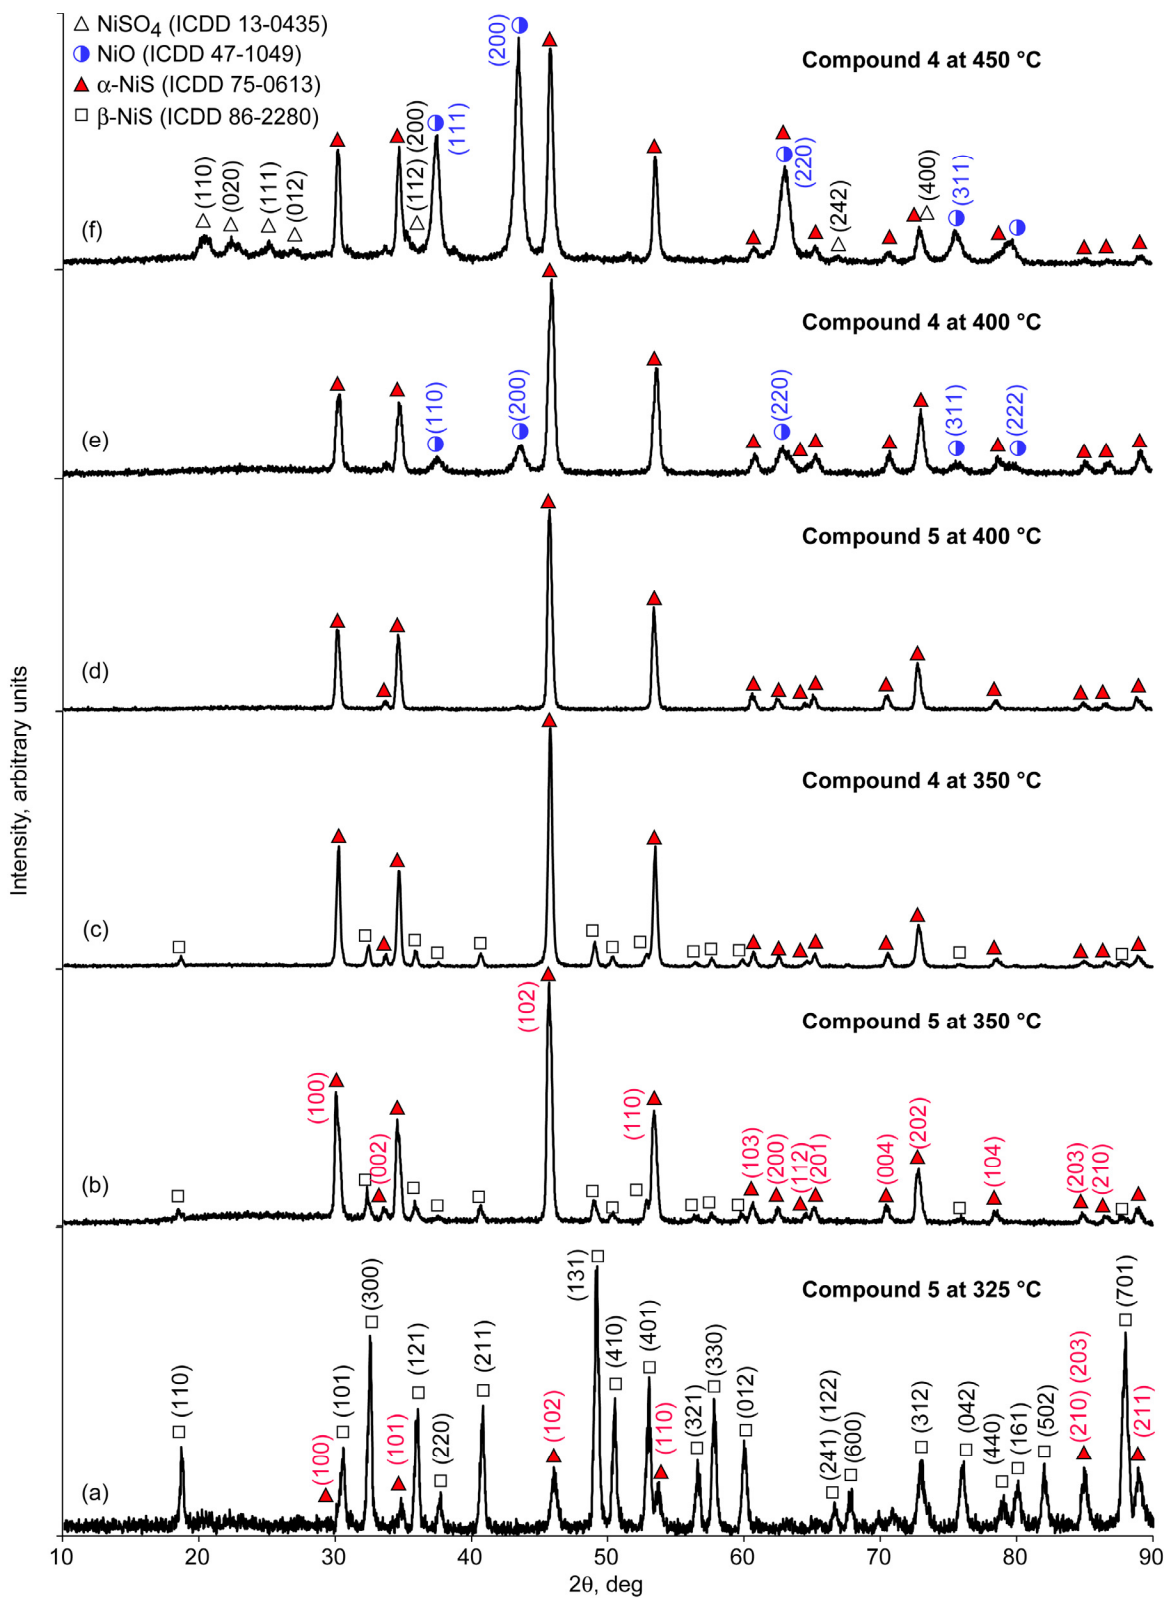 NiSO₄ (ICDD 13-0435)
NiO (ICDD 47-1049)
α-NiS (ICDD 75-0613)
β-NiS (ICDD 86-2280)
Compound 4 at 450 °C
(f)
(110)
(020)
(111)
(012)
(112) (200)
(111)
(200)
(220)
(242)
(400)
(311)
Compound 4 at 400 °C
(e)
(110)
(200)
(220)
(311)
(222)
Compound 5 at 400 °C
(d)
Compound 4 at 350 °C
(c)
Compound 5 at 350 °C
(b)
(100)
(002)
(102)
(110)
(103)
(200)
(112)
(201)
(004)
(202)
(104)
(203)
(210)
Compound 5 at 325 °C
(a)
(110)
(100)
(101)
(300)
(101)
(121)
(220)
(211)
(102)
(131)
(410)
(401)
(110)
(321)
(330)
(012)
(241) (122)
(600)
(312)
(042)
(440)
(161)
(502)
(210) (203)
(701)
(211)
10 20 30 40 50 60 70 80 90
2θ, deg
Intensity, arbitrary units